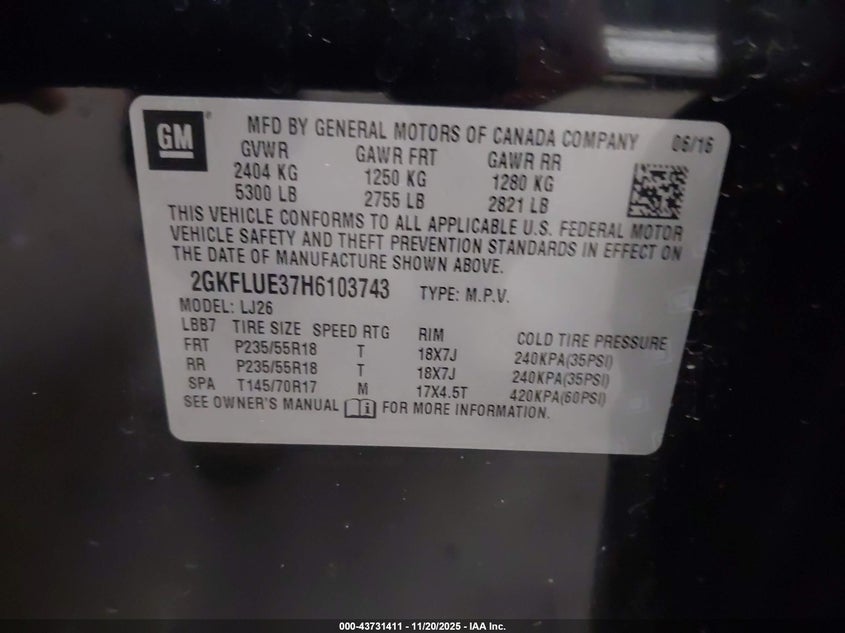 GM ®
MFD BY GENERAL MOTORS OF CANADA COMPANY 06/16
GVWR GAWR FRT GAWR RR
2404 KG 1250 KG 1280 KG
5300 LB 2755 LB 2821 LB
THIS VEHICLE CONFORMS TO ALL APPLICABLE U.S. FEDERAL MOTOR
VEHICLE SAFETY AND THEFT PREVENTION STANDARDS IN EFFECT ON
THE DATE OF MANUFACTURE SHOWN ABOVE.
2GKFLUE37H6103743 TYPE: M.P.V.
MODEL: LJ26
LBB7 TIRE SIZE SPEED RTG RIM COLD TIRE PRESSURE
FRT P235/55R18 T 18X7J 240KPA(35PSI)
RR P235/55R18 T 18X7J 240KPA(35PSI)
SPA T145/70R17 M 17X4.5T 420KPA(60PSI)
SEE OWNER'S MANUAL i FOR MORE INFORMATION.
000-43731411 - 11/20/2025 - IAA Inc.